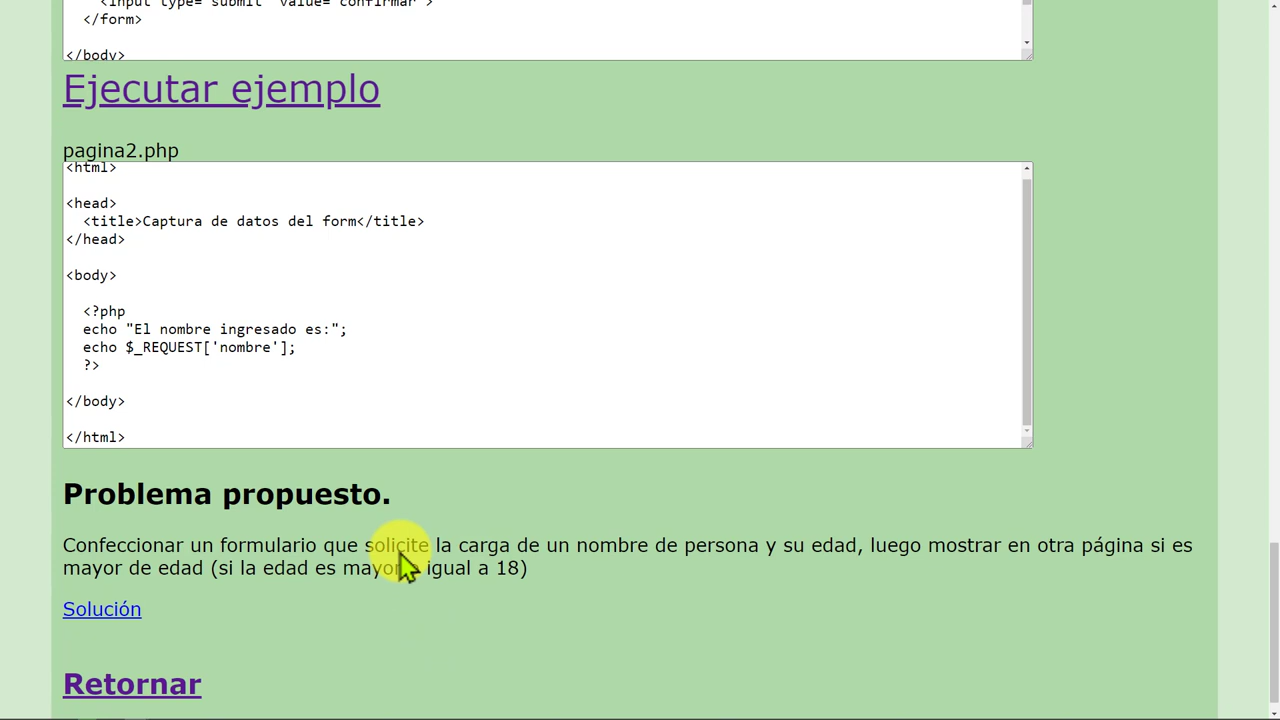 <input type="submit" value="confirmar">
</form>
</body>
Ejecutar ejemplo
pagina2.php
<html>
<head>
<title>Captura de datos del form</title>
</head>
<body>
<?php
echo "El nombre ingresado es:";
echo $_REQUEST['nombre'];
?>
</body>
</html>
Problema propuesto.
Confeccionar un formulario que solicite la carga de un nombre de persona y su edad, luego mostrar en otra página si es
mayor de edad (si la edad es mayor o igual a 18)
Solución
Retornar